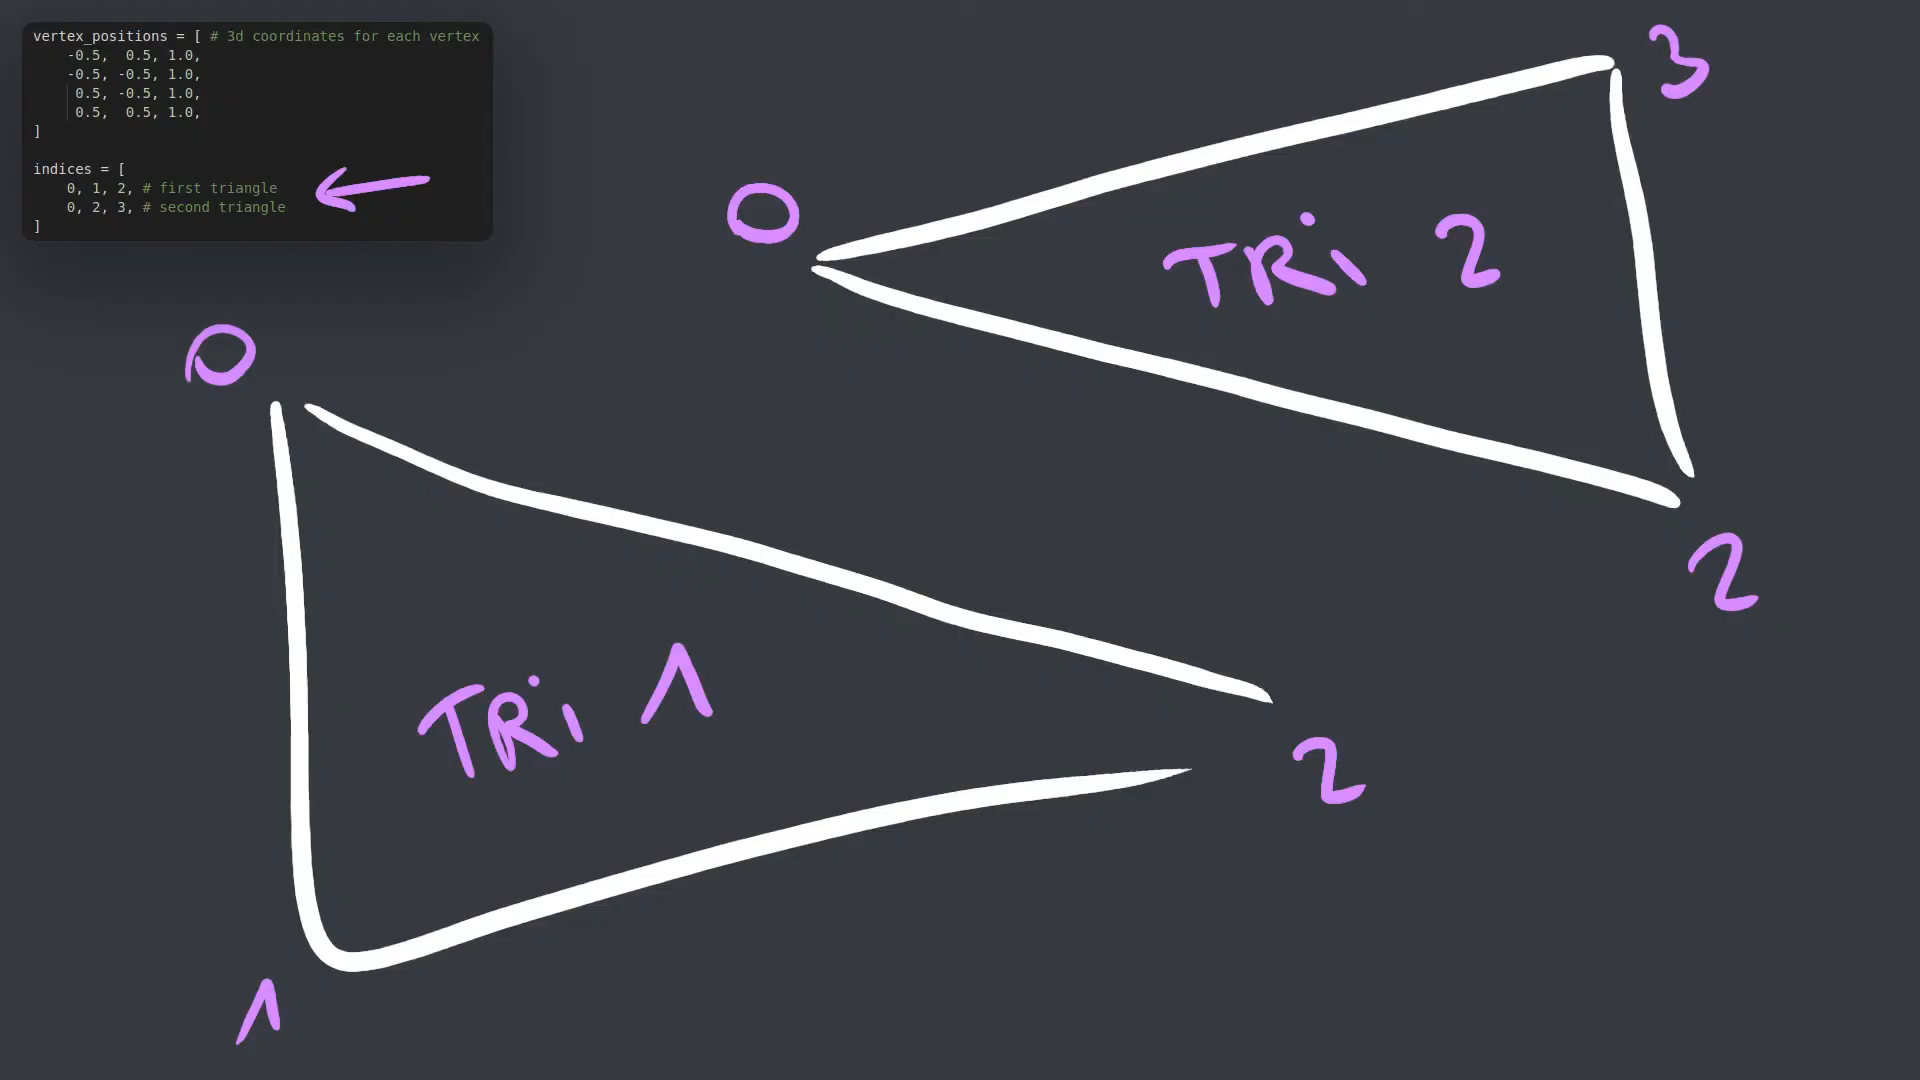 vertex_positions = [ # 3d coordinates for each vertex
    -0.5,  0.5, 1.0,
    -0.5, -0.5, 1.0,
     0.5, -0.5, 1.0,
     0.5,  0.5, 1.0,
]
indices = [
    0, 1, 2, # first triangle
    0, 2, 3, # second triangle
]
3
0
TRi 2
2
0
TRi 1
2
1